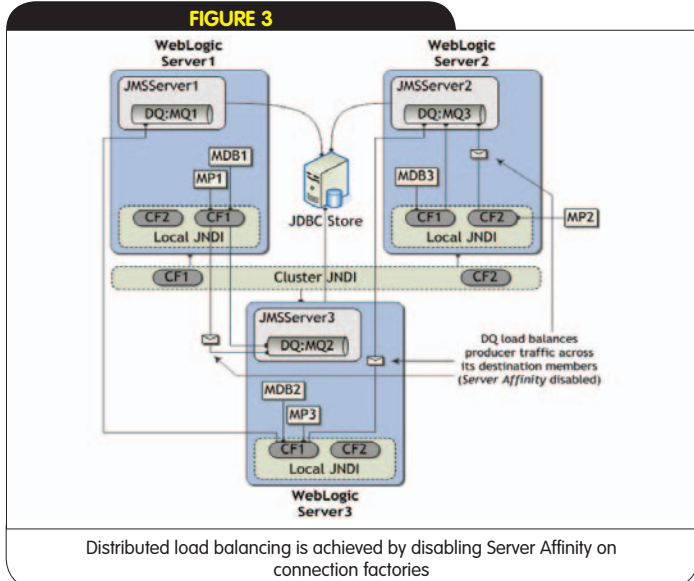 FIGURE 3
WebLogic
Server1
WebLogic
Server2
JMSServer1
DQ:MQ1
JMSServer2
DQ:MQ3
MDB1
MP1
JDBC Store
MDB3
MP2
CF2
CF1
Local JNDI
CF1
CF2
Local JNDI
CF1
Cluster JNDI
CF2
JMSServer3
DQ:MQ2
DQ load balances
producer traffic across
its destination members
(Server Affinity disabled)
MDB2
MP3
CF1
CF2
Local JNDI
WebLogic
Server3
Distributed load balancing is achieved by disabling Server Affinity on
connection factories